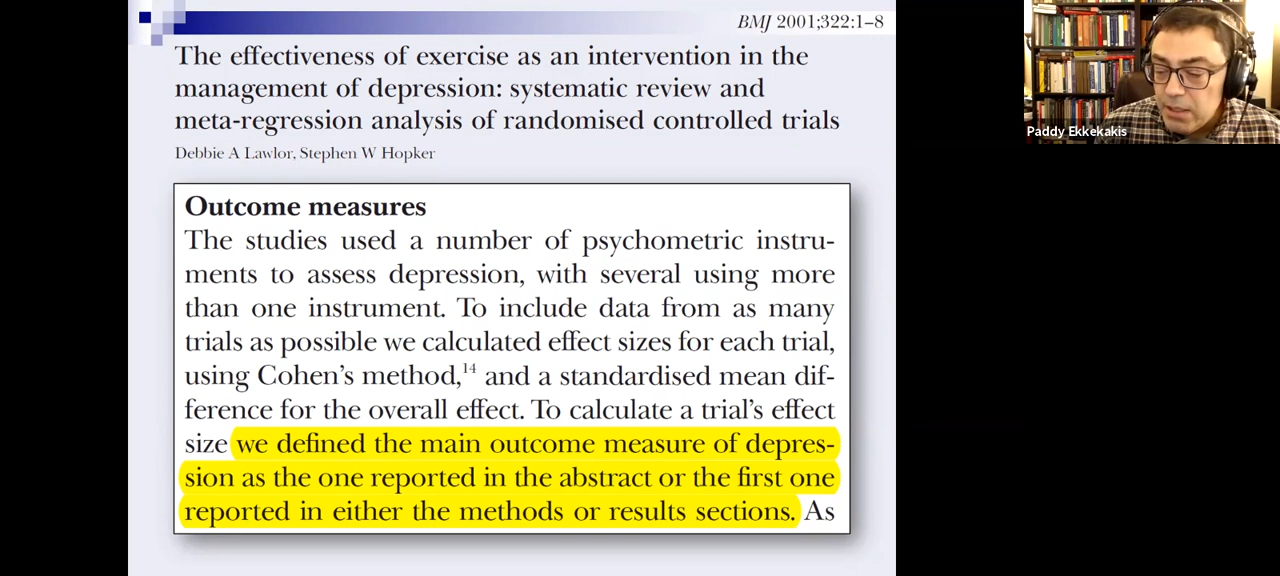 BMJ 2001;322:1–8
The effectiveness of exercise as an intervention in the
management of depression: systematic review and
meta-regression analysis of randomised controlled trials
Debbie A Lawlor, Stephen W Hopker
Outcome measures
The studies used a number of psychometric instru-
ments to assess depression, with several using more
than one instrument. To include data from as many
trials as possible we calculated effect sizes for each trial,
using Cohen's method,14 and a standardised mean dif-
ference for the overall effect. To calculate a trial's effect
size we defined the main outcome measure of depres-
sion as the one reported in the abstract or the first one
reported in either the methods or results sections. As
Paddy Ekkekakis